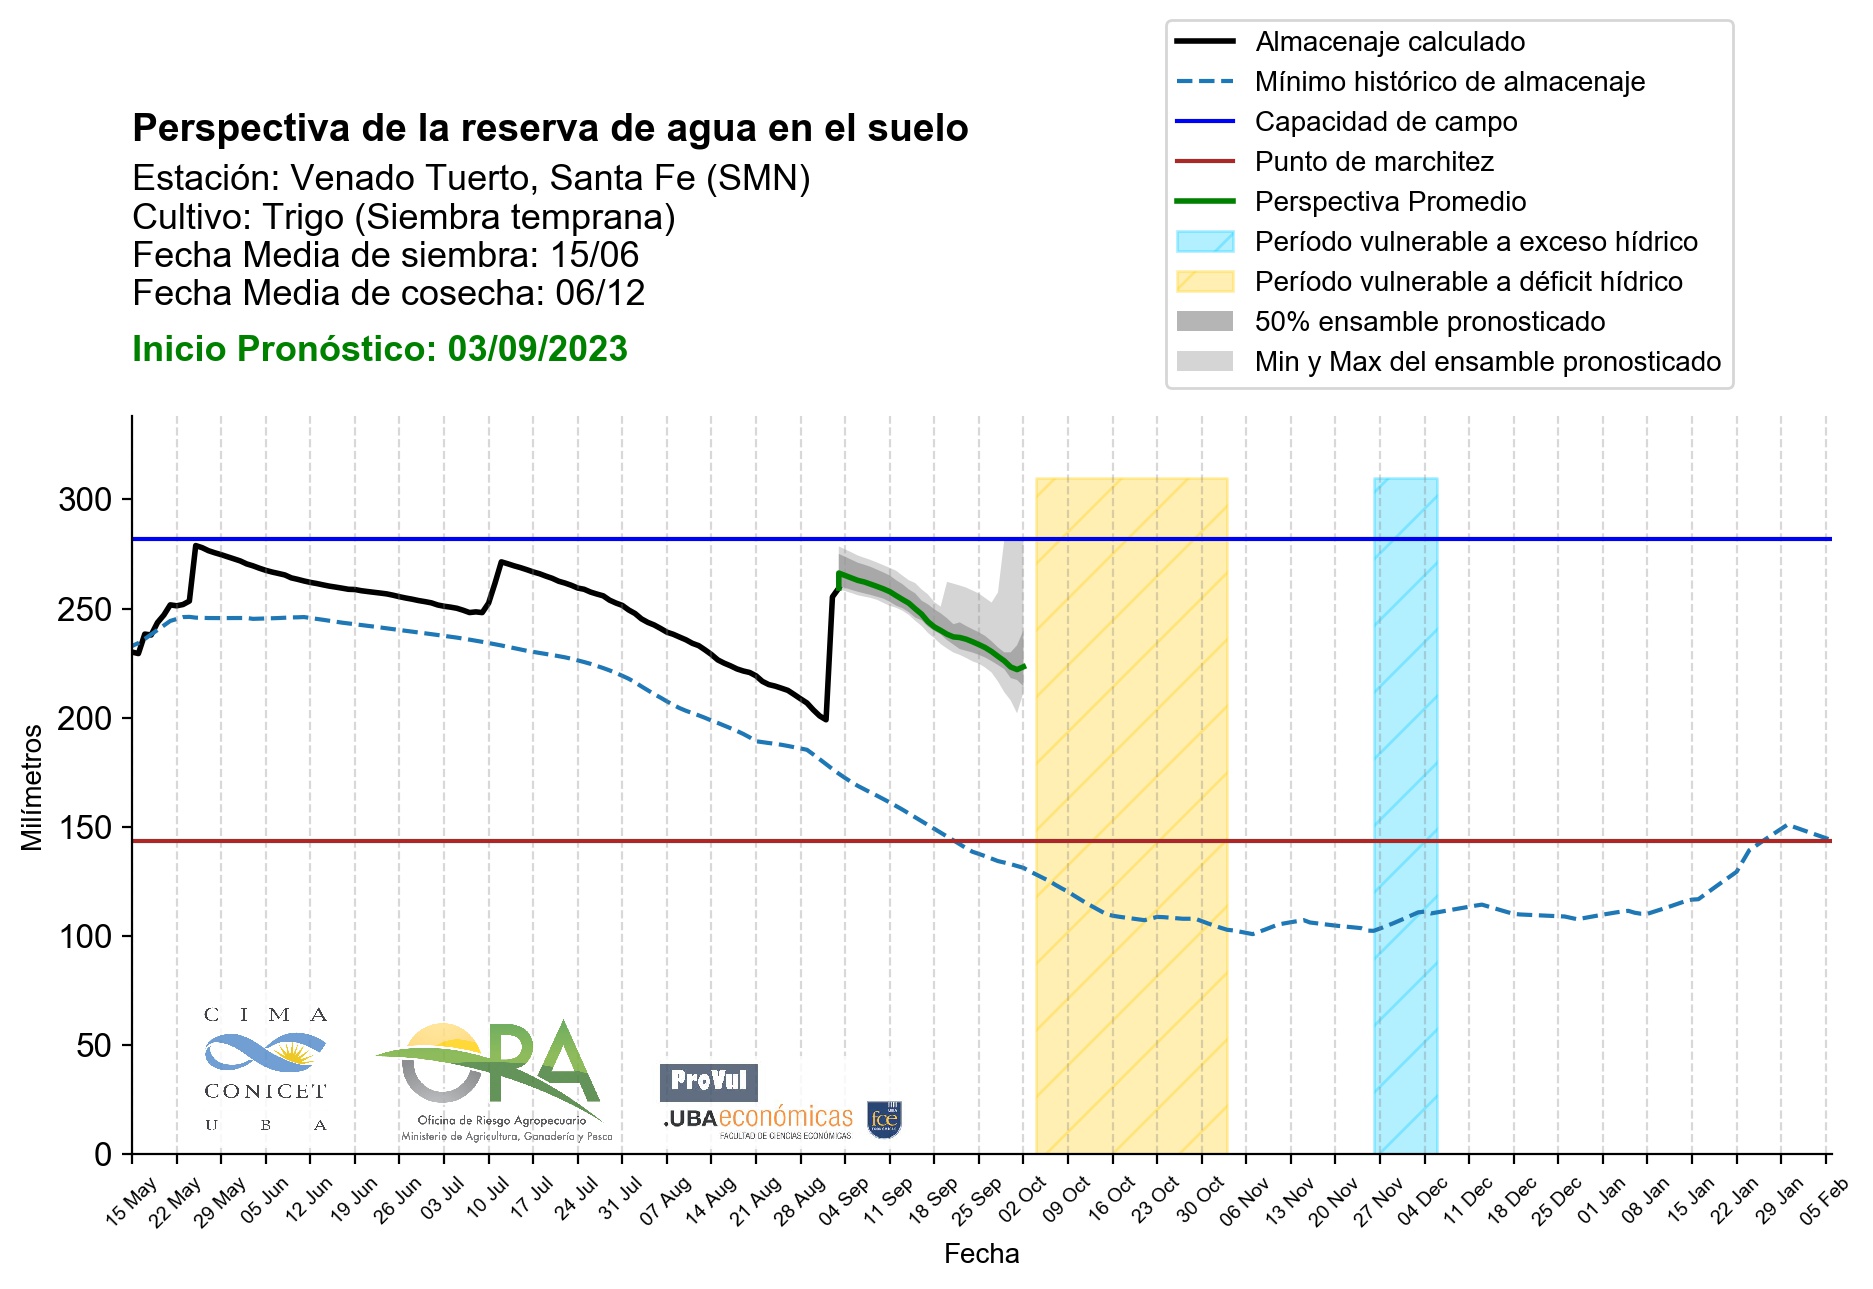 Almacenaje calculado
Mínimo histórico de almacenaje
Capacidad de campo
Punto de marchitez
Perspectiva Promedio
Período vulnerable a exceso hídrico
Período vulnerable a déficit hídrico
50% ensamble pronosticado
Min y Max del ensamble pronosticado
Perspectiva de la reserva de agua en el suelo
Estación: Venado Tuerto, Santa Fe (SMN)
Cultivo: Trigo (Siembra temprana)
Fecha Media de siembra: 15/06
Fecha Media de cosecha: 06/12
Inicio Pronóstico: 03/09/2023
Milímetros
300
250
200
150
100
50
0
CIMA
CONICET
UBA
ORA
Oficina de Riesgo Agropecuario
Ministerio de Agricultura, Ganadería y Pesca
ProVul
.UBAeconómicas
FACULTAD DE CIENCIAS ECONÓMICAS
fce
15 May
22 May
29 May
05 Jun
12 Jun
19 Jun
26 Jun
03 Jul
10 Jul
17 Jul
24 Jul
31 Jul
07 Aug
14 Aug
21 Aug
28 Aug
04 Sep
11 Sep
18 Sep
25 Sep
02 Oct
09 Oct
16 Oct
23 Oct
30 Oct
06 Nov
13 Nov
20 Nov
27 Nov
04 Dec
11 Dec
18 Dec
25 Dec
01 Jan
08 Jan
15 Jan
22 Jan
29 Jan
05 Feb
Fecha